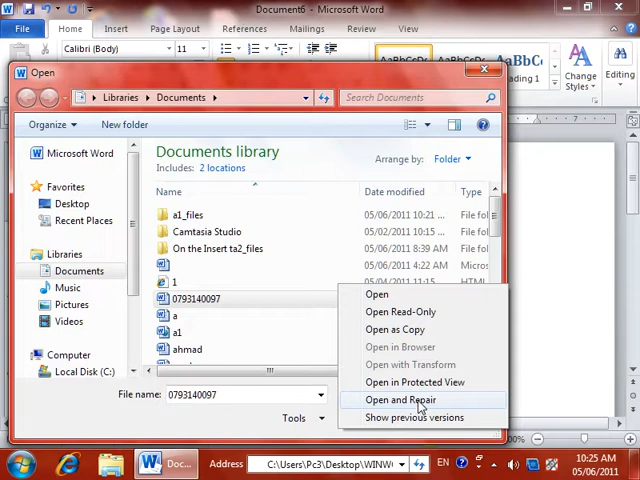 Document6 - Microsoft Word
File
Home
Insert
Page Layout
References
Mailings
Review
View
Calibri (Body)
11
AaBbCcDc
Change
Styles
Editing
Open
Libraries
Documents
Search Documents
Organize
New folder
Microsoft Word
Favorites
Desktop
Recent Places
Libraries
Documents
Music
Pictures
Videos
Computer
Local Disk (C:)
Documents library
Includes: 2 locations
Arrange by: Folder
Name
Date modified
Type
a1_files
05/06/2011 10:21 ...
File fol
Camtasia Studio
02/06/2011 10:15 ...
File fol
On the Insert ta2_files
05/06/2011 8:39 AM
File fol
05/06/2011 4:22 AM
Micros
1
0793140097
a
a1
ahmad
Open
Open Read-Only
Open as Copy
Open in Browser
Open with Transform
Open in Protected View
Open and Repair
Show previous versions
File name:
0793140097
Tools
100%
Doc...
Address
C:\Users\Pc3\Desktop\WINW
EN
10:25 AM
05/06/2011